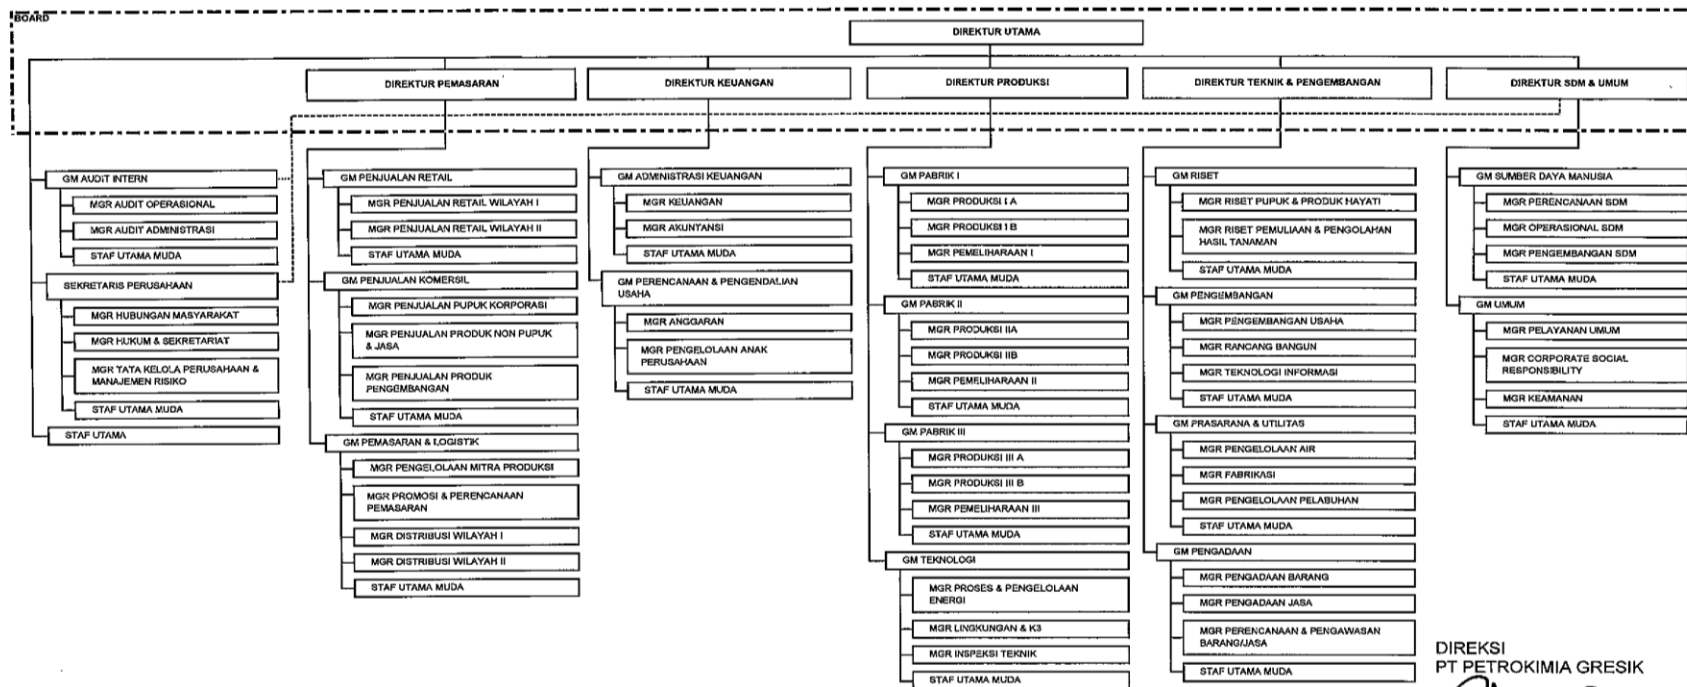 BOARD
DIREKTUR UTAMA
DIREKTUR PEMASARAN
DIREKTUR KEUANGAN
DIREKTUR PRODUKSI
DIREKTUR TEKNIK & PENGEMBANGAN
DIREKTUR SDM & UMUM
GM AUDIT INTERN
MGR AUDIT OPERASIONAL
MGR AUDIT ADMINISTRASI
STAF UTAMA MUDA
SEKRETARIS PERUSAHAAN
MGR HUBUNGAN MASYARAKAT
MGR HUKUM & SEKRETARIAT
MGR TATA KELOLA PERUSAHAAN &
MANAJEMEN RISIKO
STAF UTAMA MUDA
STAF UTAMA
GM PENJUALAN RETAIL
MGR PENJUALAN RETAIL WILAYAH I
MGR PENJUALAN RETAIL WILAYAH II
STAF UTAMA MUDA
GM PENJUALAN KOMERSIL
MGR PENJUALAN PUPUK KORPORASI
MGR PENJUALAN PRODUK NON PUPUK
& JASA
MGR PENJUALAN PRODUK
PENGEMBANGAN
STAF UTAMA MUDA
GM PEMASARAN & LOGISTIK
MGR PENGELOLAAN MITRA PRODUKSI
MGR PROMOSI & PERENCANAAN
PEMASARAN
MGR DISTRIBUSI WILAYAH I
MGR DISTRIBUSI WILAYAH II
STAF UTAMA MUDA
GM ADMINISTRASI KEUANGAN
MGR KEUANGAN
MGR AKUNTANSI
STAF UTAMA MUDA
GM PERENCANAAN & PENGENDALIAN
USAHA
MGR ANGGARAN
MGR PENGELOLAAN ANAK
PERUSAHAAN
STAF UTAMA MUDA
GM PABRIK I
MGR PRODUKSI I A
MGR PRODUKSI I B
MGR PEMELIHARAAN I
STAF UTAMA MUDA
GM PABRIK II
MGR PRODUKSI IIA
MGR PRODUKSI IIB
MGR PEMELIHARAAN II
STAF UTAMA MUDA
GM PABRIK III
MGR PRODUKSI III A
MGR PRODUKSI III B
MGR PEMELIHARAAN III
STAF UTAMA MUDA
GM TEKNOLOGI
MGR PROSES & PENGELOLAAN
ENERGI
MGR LINGKUNGAN & K3
MGR INSPEKSI TEKNIK
STAF UTAMA MUDA
GM RISET
MGR RISET PUPUK & PRODUK HAYATI
MGR RISET PEMULIAAN & PENGOLAHAN
HASIL TANAMAN
STAF UTAMA MUDA
GM PENGEMBANGAN
MGR PENGEMBANGAN USAHA
MGR RANCANG BANGUN
MGR TEKNOLOGI INFORMASI
STAF UTAMA MUDA
GM PRASARANA & UTILITAS
MGR PENGELOLAAN AIR
MGR FABRIKASI
MGR PENGELOLAAN PELABUHAN
STAF UTAMA MUDA
GM PENGADAAN
MGR PENGADAAN BARANG
MGR PENGADAAN JASA
MGR PERENCANAAN & PENGAWASAN
BARANG/JASA
STAF UTAMA MUDA
GM SUMBER DAYA MANUSIA
MGR PERENCANAAN SDM
MGR OPERASIONAL SDM
MGR PENGEMBANGAN SDM
STAF UTAMA MUDA
GM UMUM
MGR PELAYANAN UMUM
MGR CORPORATE SOCIAL
RESPONSIBILITY
MGR KEAMANAN
STAF UTAMA MUDA
DIREKSI
PT PETROKIMIA GRESIK